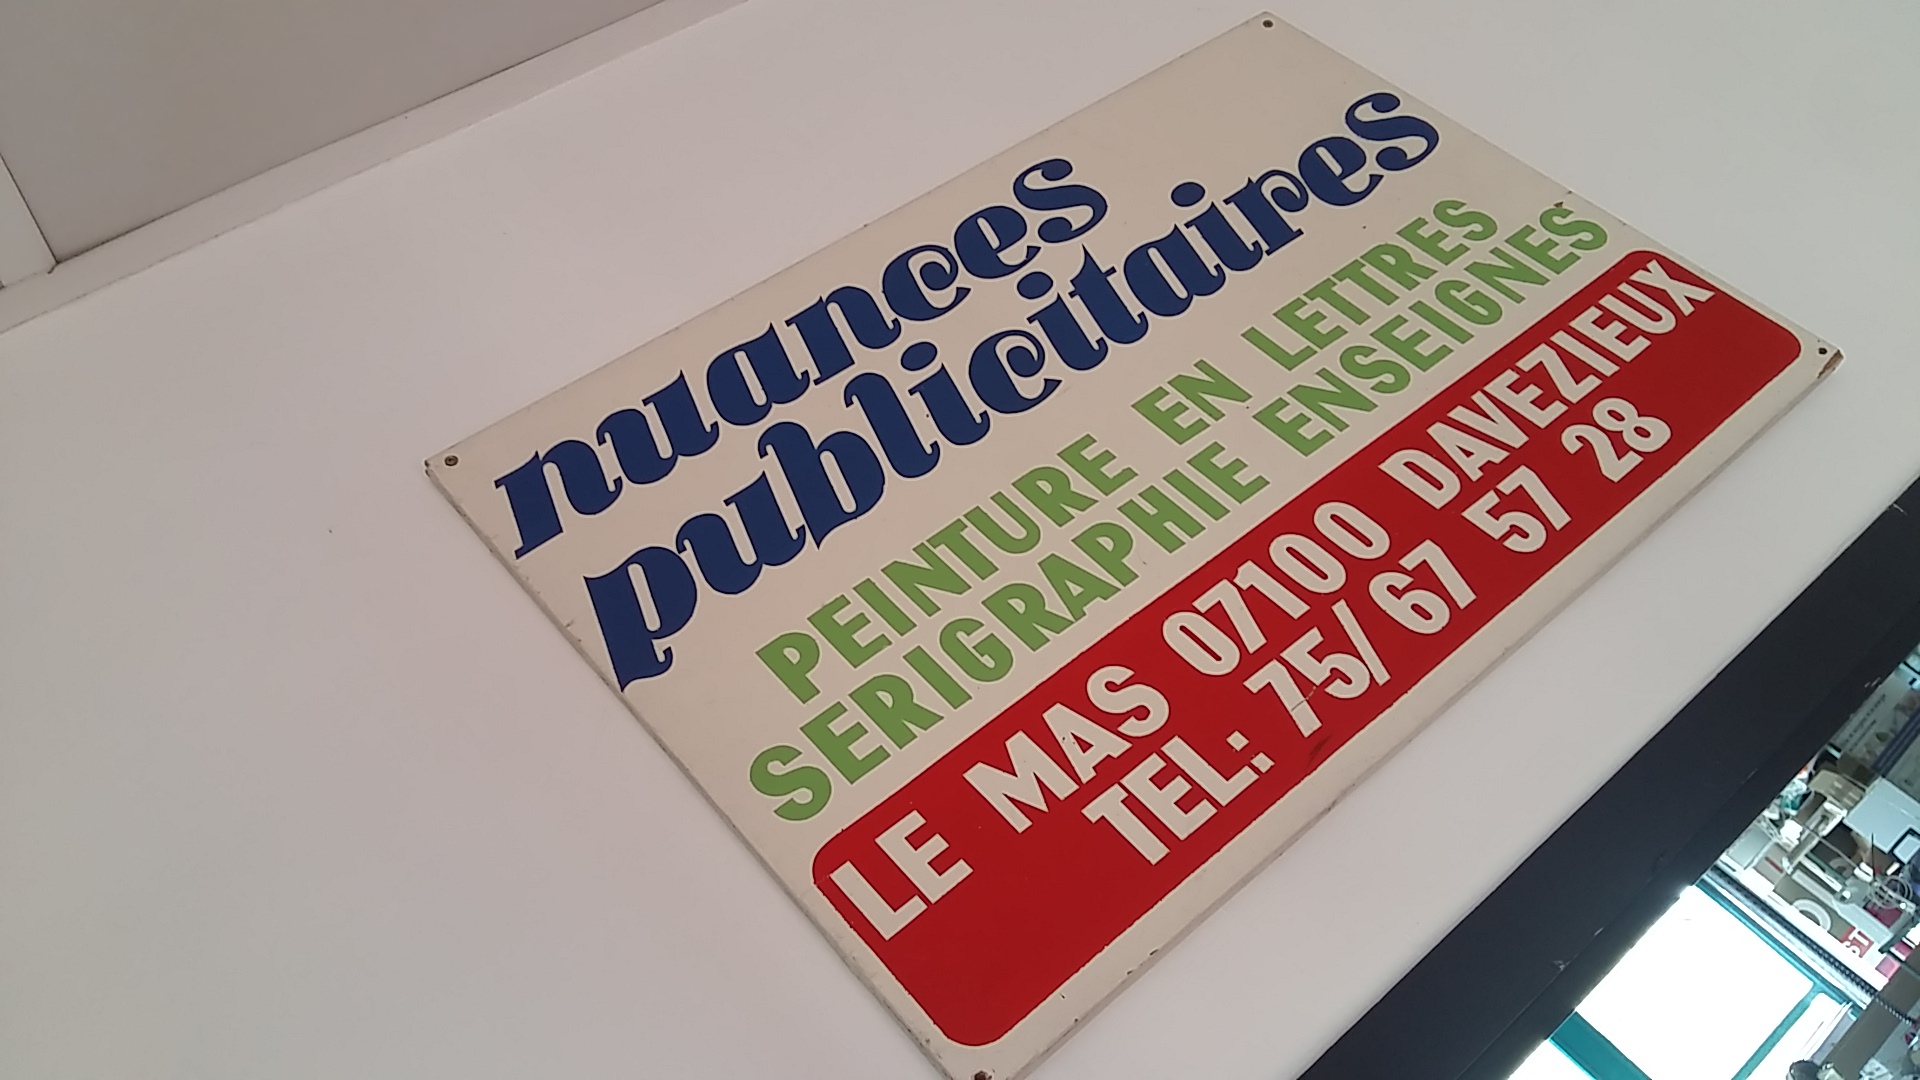 nuances
publicitaires
PEINTURE EN LETTRES
SERIGRAPHIE ENSEIGNES
LE MAS 07100 DAVEZIEUX
TEL: 75/ 67 57 28